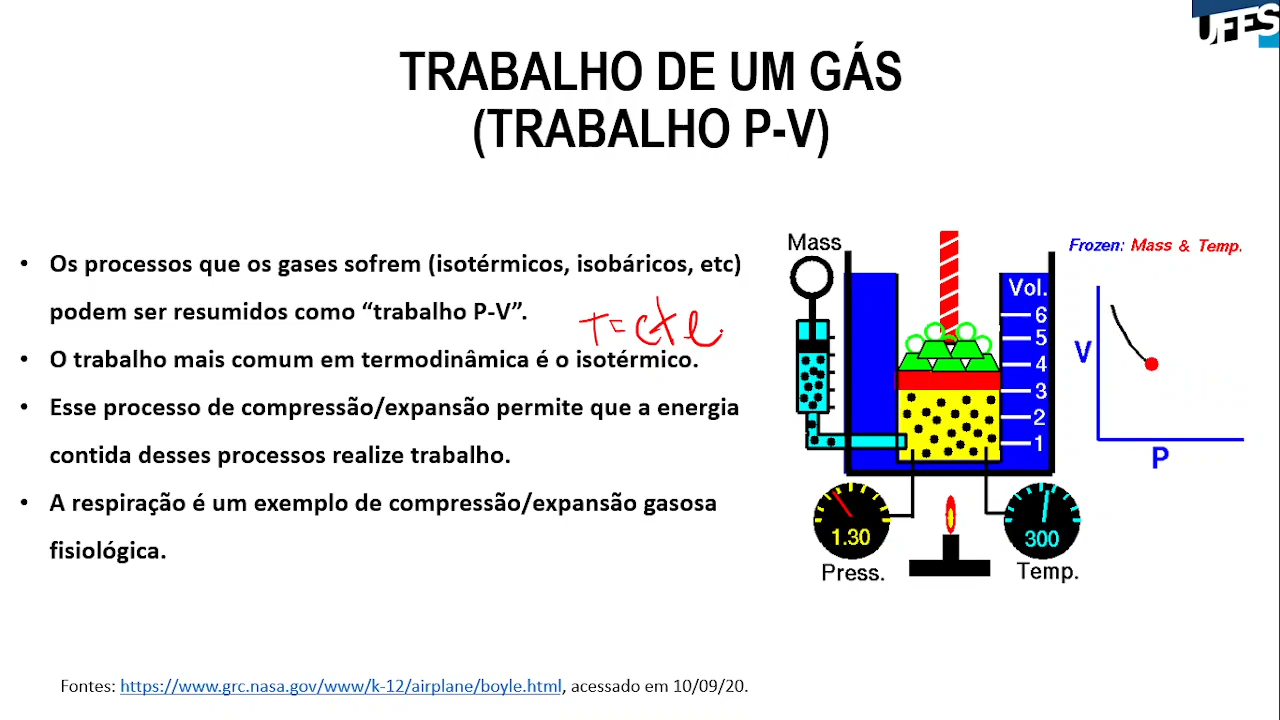 UFES
TRABALHO DE UM GÁS
(TRABALHO P-V)
• Os processos que os gases sofrem (isotérmicos, isobáricos, etc)
podem ser resumidos como “trabalho P-V”.
T=cte.
• O trabalho mais comum em termodinâmica é o isotérmico.
• Esse processo de compressão/expansão permite que a energia
contida desses processos realize trabalho.
• A respiração é um exemplo de compressão/expansão gasosa
fisiológica.
Mass
Vol.
6
5
4
3
2
1
1.30
Press.
300
Temp.
Frozen: Mass & Temp.
V
P
Fontes: https://www.grc.nasa.gov/www/k-12/airplane/boyle.html, acessado em 10/09/20.